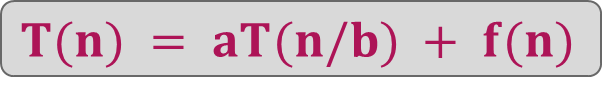 T(n) = aT(n/b) + f(n)